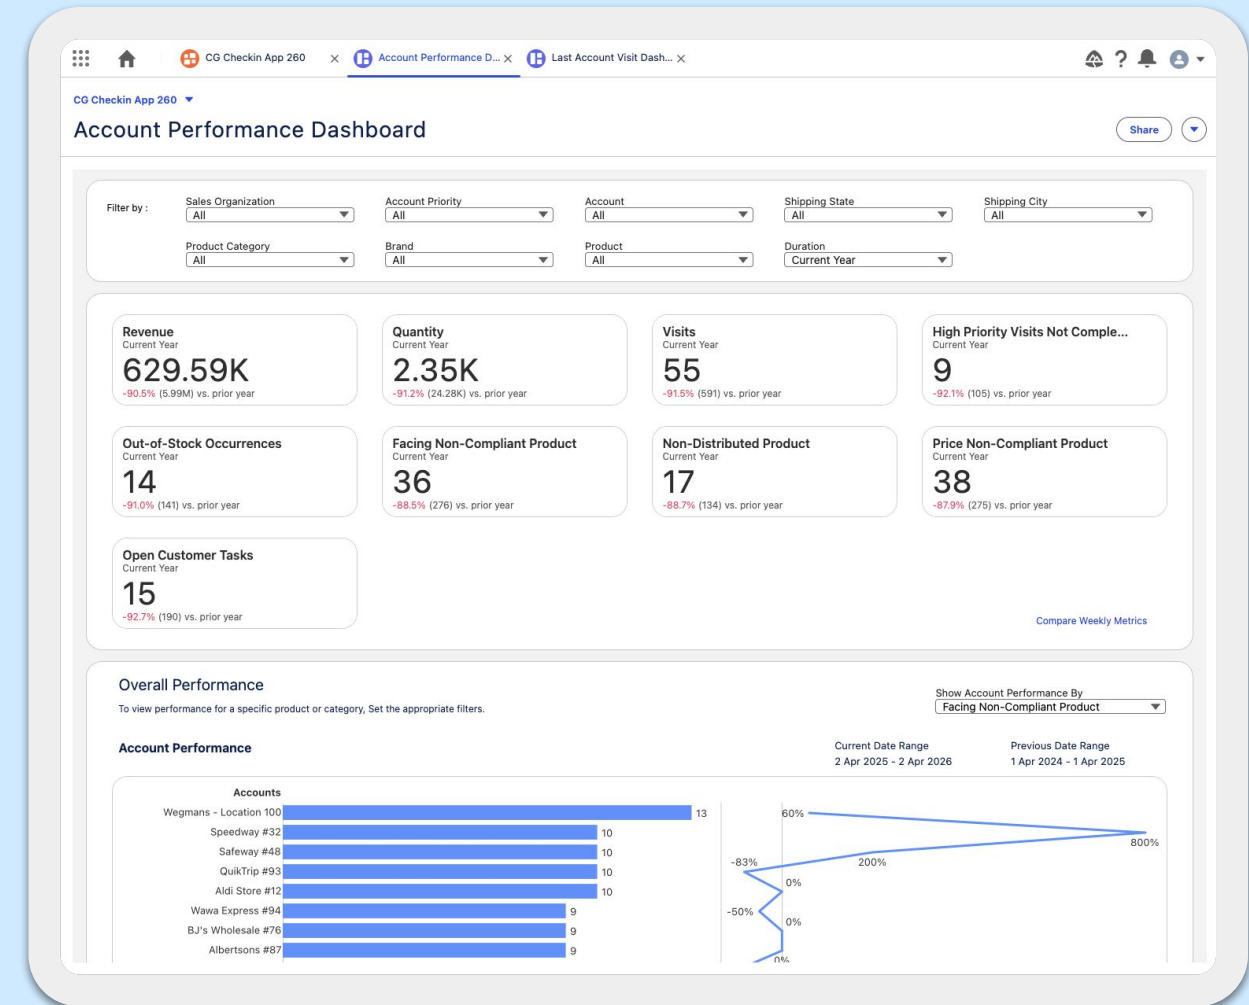 CG Checkin App 260
Account Performance D...
Last Account Visit Dash...
CG Checkin App 260
Account Performance Dashboard
Share
Filter by :
Sales Organization
All
Account Priority
All
Account
All
Shipping State
All
Shipping City
All
Product Category
All
Brand
All
Product
All
Duration
Current Year
Revenue
Current Year
629.59K
-90.5% (5.99M) vs. prior year
Quantity
Current Year
2.35K
-91.2% (24.28K) vs. prior year
Visits
Current Year
55
-91.5% (591) vs. prior year
High Priority Visits Not Comple...
Current Year
9
-92.1% (105) vs. prior year
Out-of-Stock Occurrences
Current Year
14
-91.0% (141) vs. prior year
Facing Non-Compliant Product
Current Year
36
-88.5% (276) vs. prior year
Non-Distributed Product
Current Year
17
-88.7% (134) vs. prior year
Price Non-Compliant Product
Current Year
38
-87.9% (275) vs. prior year
Open Customer Tasks
Current Year
15
-92.7% (190) vs. prior year
Compare Weekly Metrics
Overall Performance
To view performance for a specific product or category, Set the appropriate filters.
Show Account Performance By
Facing Non-Compliant Product
Account Performance
Current Date Range
2 Apr 2025 - 2 Apr 2026
Previous Date Range
1 Apr 2024 - 1 Apr 2025
Accounts
Wegmans - Location 100 13 60%
Speedway #32 10 800%
Safeway #48 10 200%
QuikTrip #93 10 -83%
Aldi Store #12 10 0%
Wawa Express #94 9 -50%
BJ's Wholesale #76 9 0%
Albertsons #87 9 0%